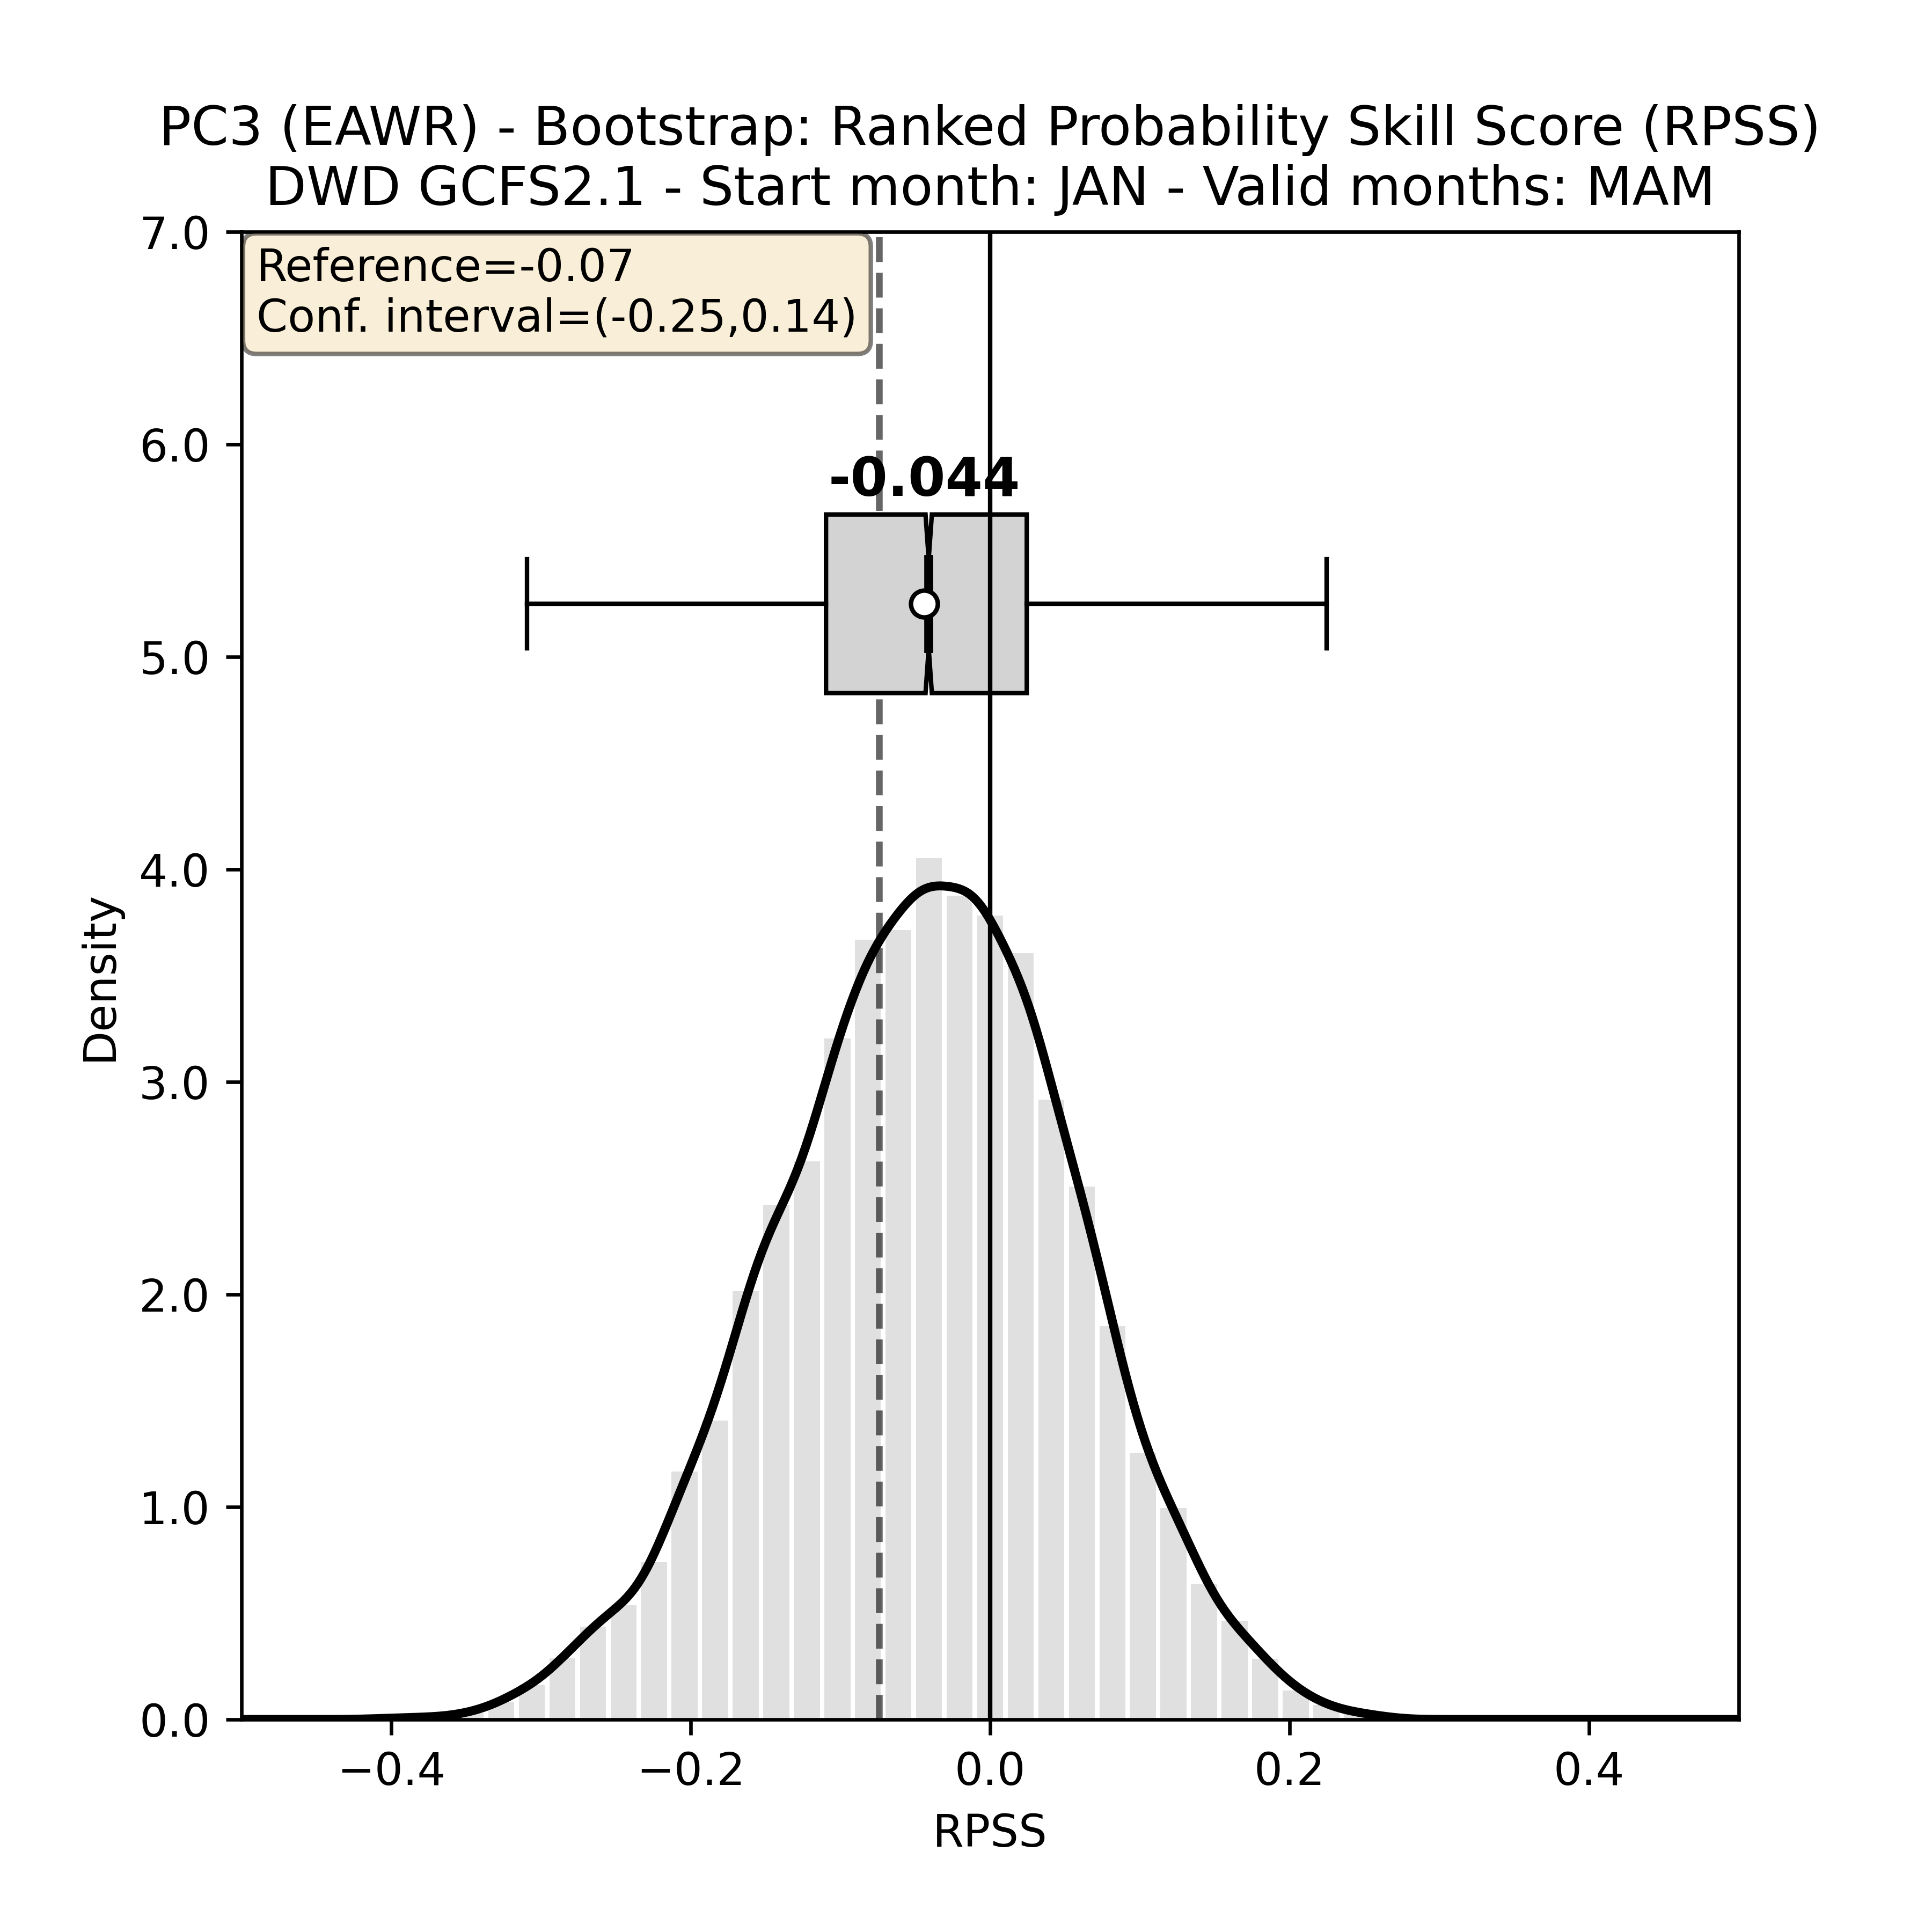 PC3 (EAWR) - Bootstrap: Ranked Probability Skill Score (RPSS)
DWD GCFS2.1 - Start month: JAN - Valid months: MAM
Reference=-0.07
Conf. interval=(-0.25,0.14)
-0.044
7.0
6.0
5.0
4.0
3.0
2.0
1.0
0.0
Density
−0.4
−0.2
0.0
0.2
0.4
RPSS